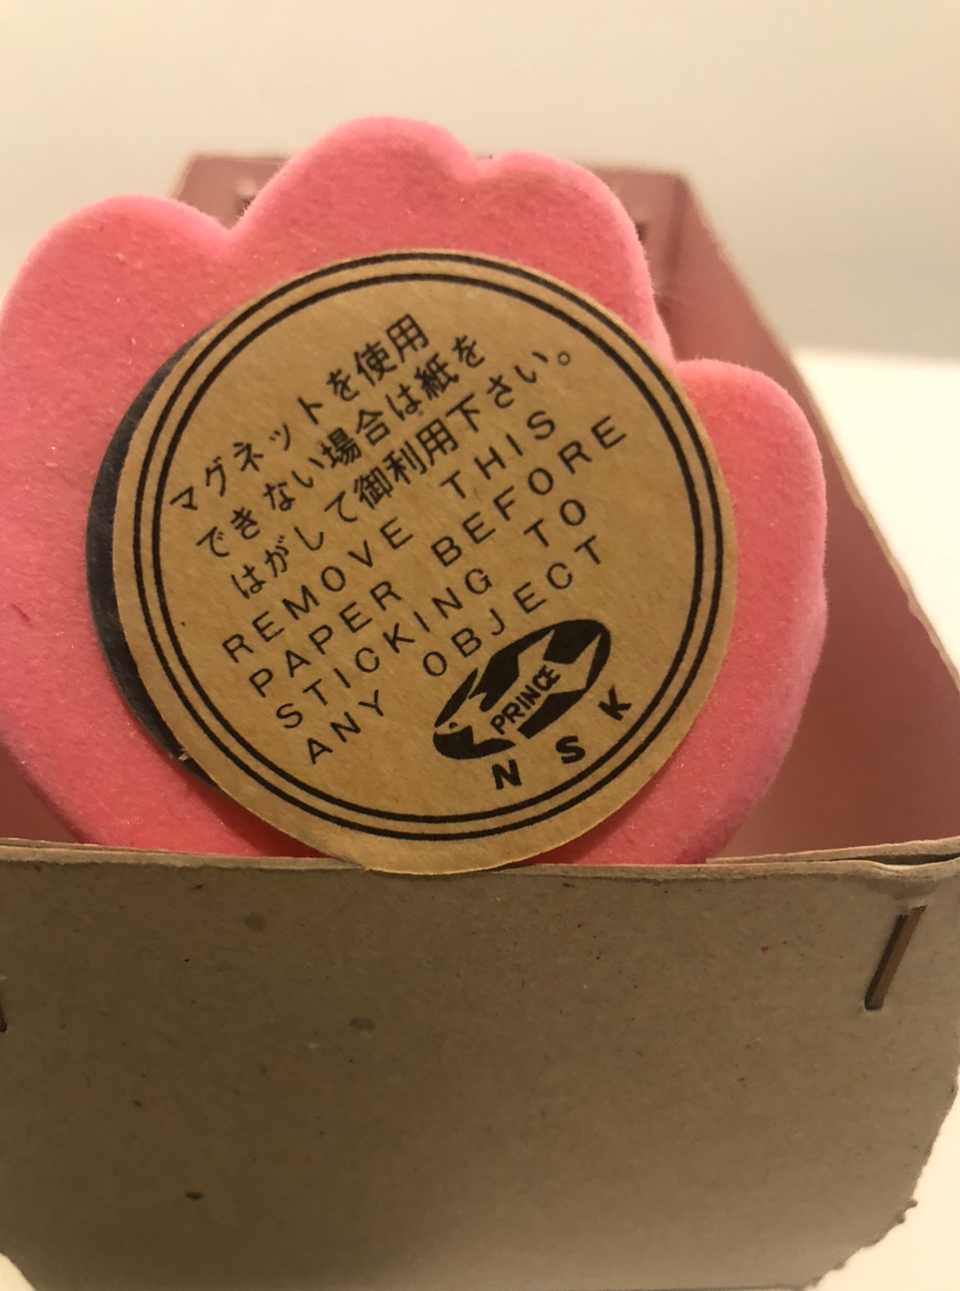 マグネットを使用
できない場合は紙を
はがして御利用下さい。
REMOVE THIS
PAPER BEFORE
STICKING TO
ANY OBJECT
PRINCE
N S K